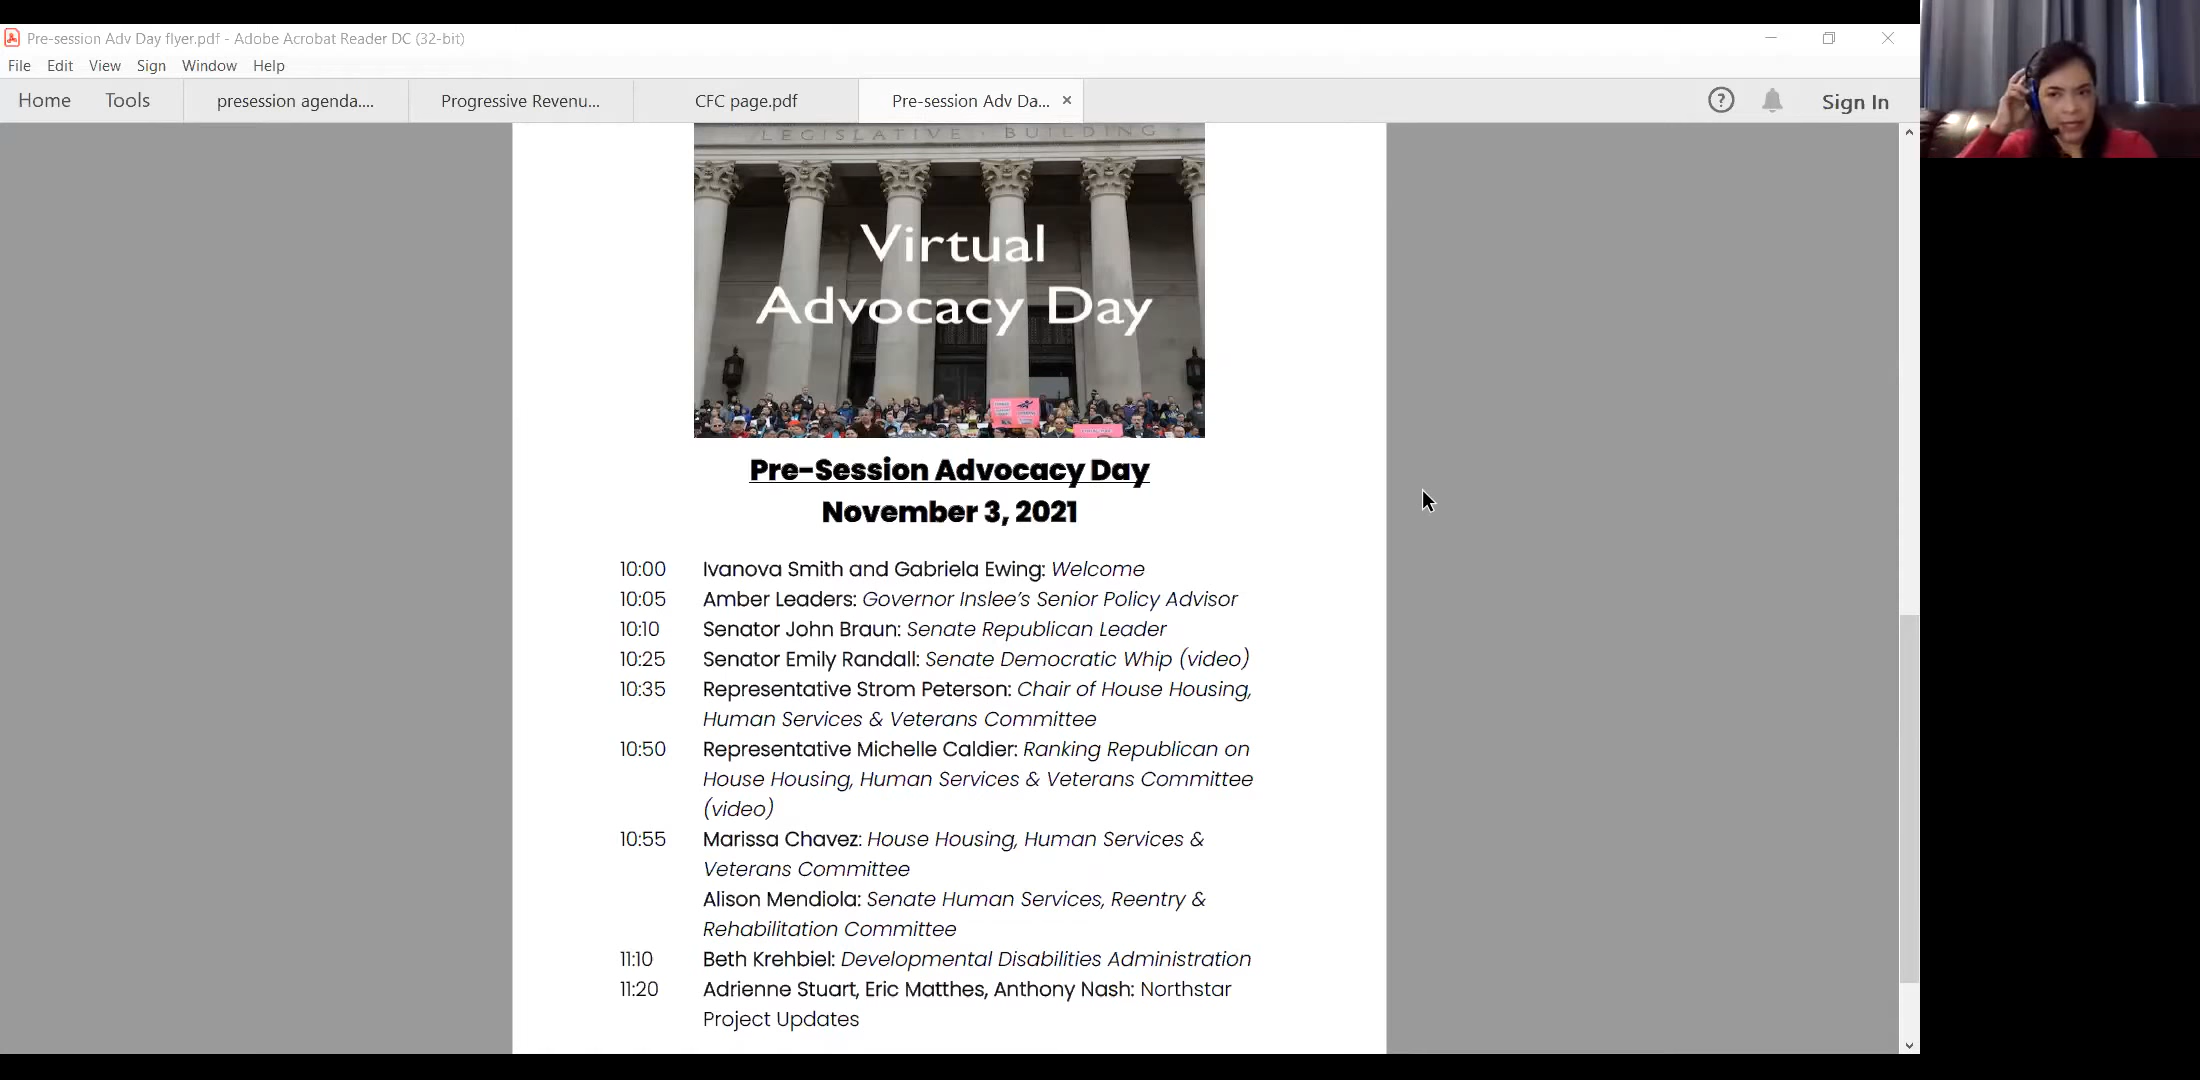 Pre-session Adv Day flyer.pdf - Adobe Acrobat Reader DC (32-bit)
File Edit View Sign Window Help
Home Tools presession agenda.... Progressive Revenu... CFC page.pdf Pre-session Adv Da... × ? Sign In
LEGISLATIVE · BUILDING
Virtual
Advocacy Day
Pre-Session Advocacy Day
November 3, 2021
10:00 Ivanova Smith and Gabriela Ewing: Welcome
10:05 Amber Leaders: Governor Inslee's Senior Policy Advisor
10:10 Senator John Braun: Senate Republican Leader
10:25 Senator Emily Randall: Senate Democratic Whip (video)
10:35 Representative Strom Peterson: Chair of House Housing,
Human Services & Veterans Committee
10:50 Representative Michelle Caldier: Ranking Republican on
House Housing, Human Services & Veterans Committee
(video)
10:55 Marissa Chavez: House Housing, Human Services &
Veterans Committee
Alison Mendiola: Senate Human Services, Reentry &
Rehabilitation Committee
11:10 Beth Krehbiel: Developmental Disabilities Administration
11:20 Adrienne Stuart, Eric Matthes, Anthony Nash: Northstar
Project Updates